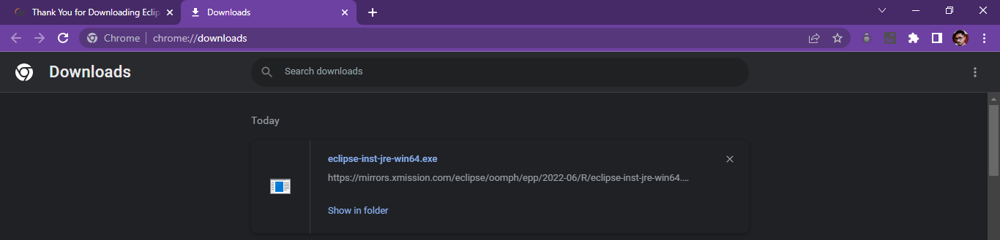 Thank You for Downloading Eclip
Downloads
Chrome
chrome://downloads
Downloads
Search downloads
Today
eclipse-inst-jre-win64.exe
https://mirrors.xmission.com/eclipse/oomph/epp/2022-06/R/eclipse-inst-jre-win64.…
Show in folder